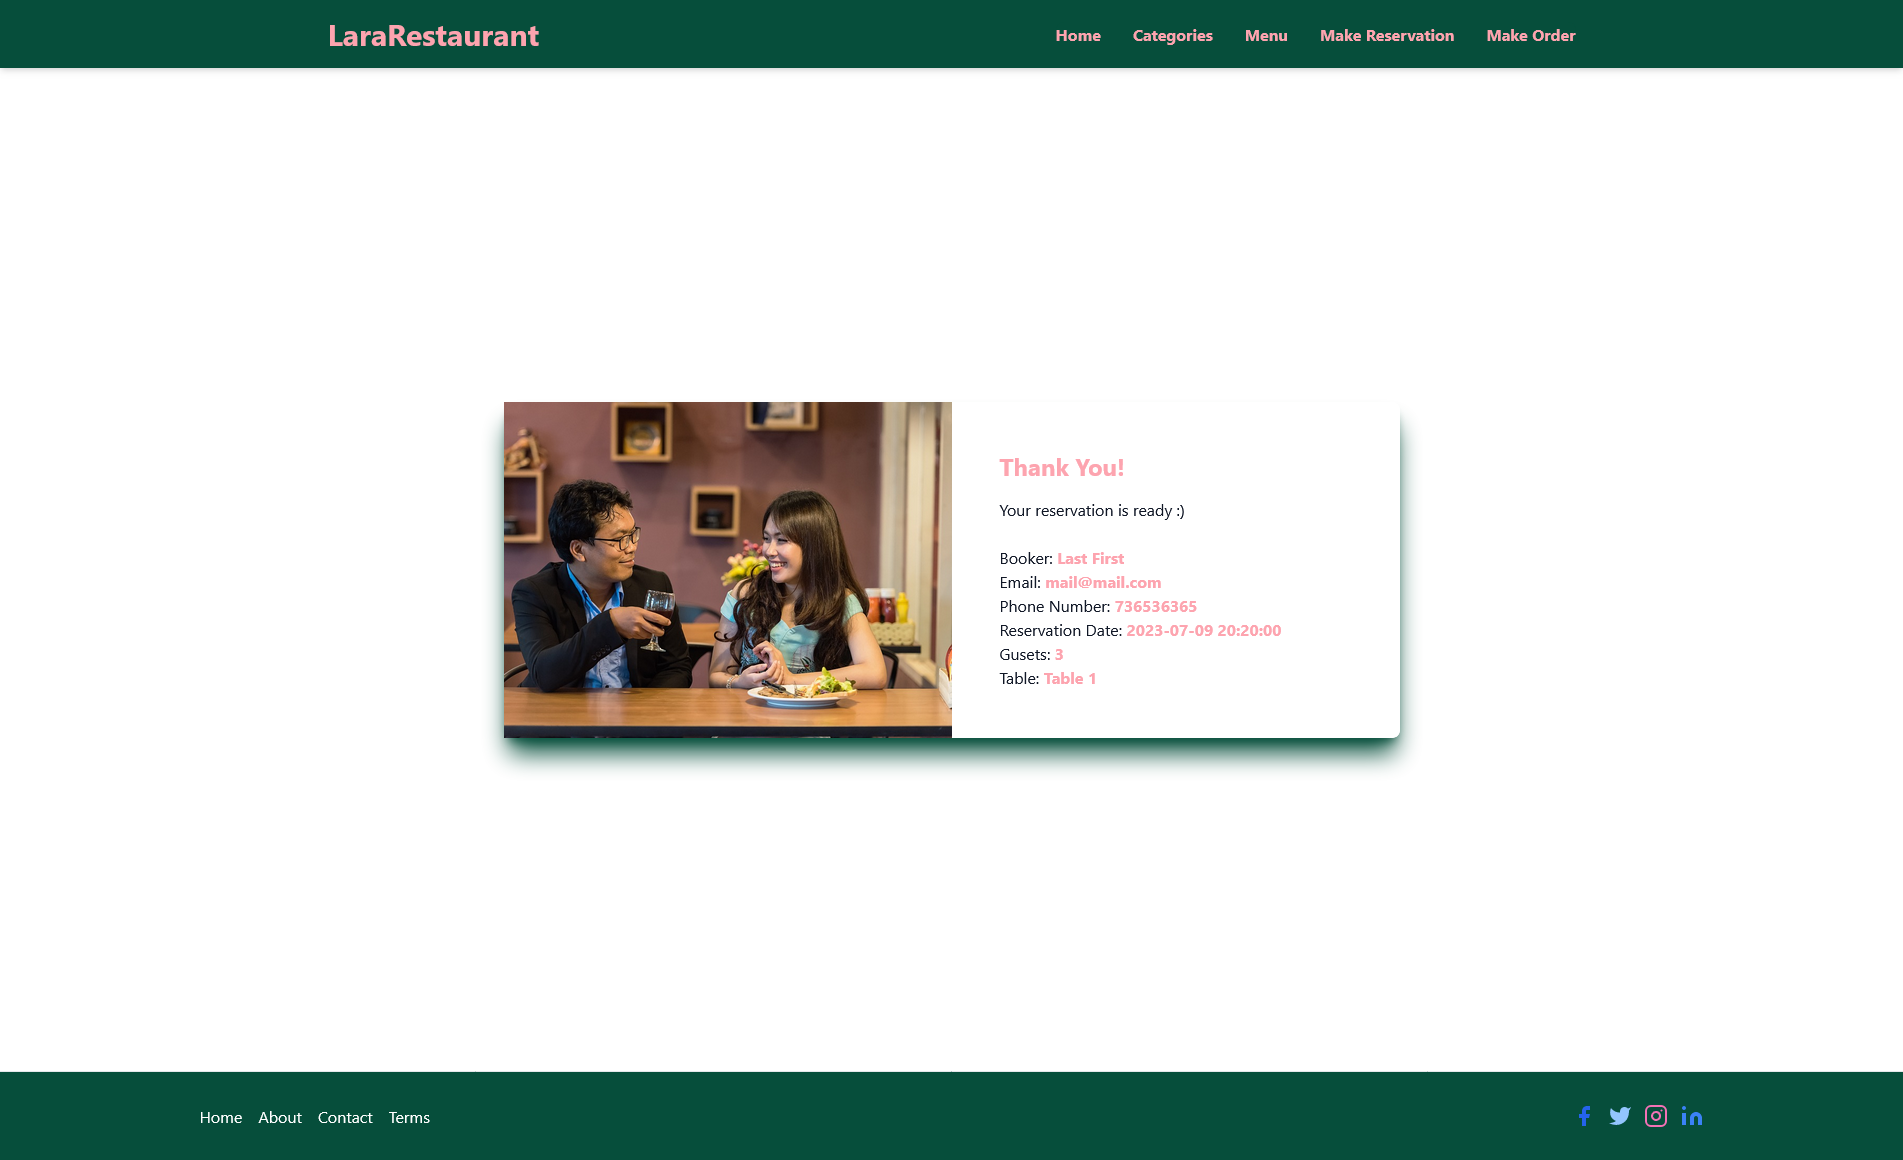 LaraRestaurant
Home Categories Menu Make Reservation Make Order
Thank You!
Your reservation is ready :)
Booker: Last First
Email: mail@mail.com
Phone Number: 736536365
Reservation Date: 2023-07-09 20:20:00
Gusets: 3
Table: Table 1
Home About Contact Terms